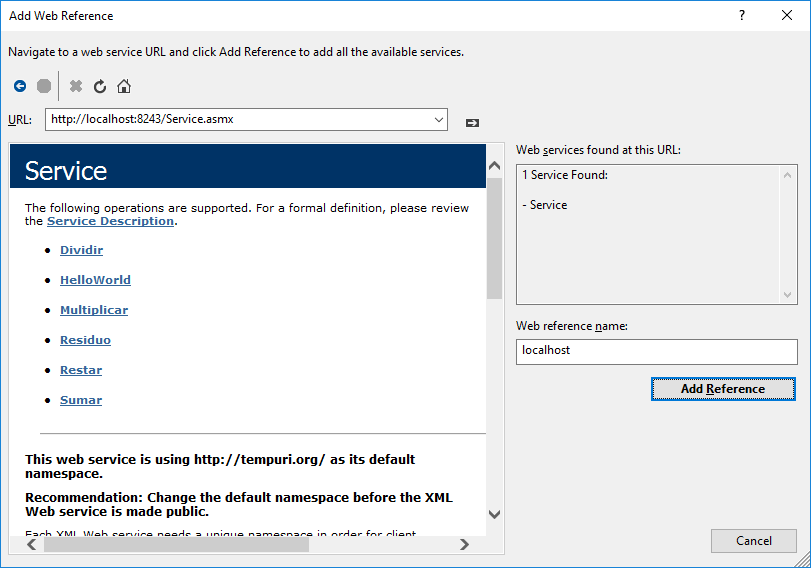 Add Web Reference
?
Navigate to a web service URL and click Add Reference to add all the available services.
URL:
http://localhost:8243/Service.asmx
Service
The following operations are supported. For a formal definition, please review
the Service Description.
Dividir
HelloWorld
Multiplicar
Residuo
Restar
Sumar
This web service is using http://tempuri.org/ as its default
namespace.
Recommendation: Change the default namespace before the XML
Web service is made public.
Each XML Web service needs a unique namespace in order for client
Web services found at this URL:
1 Service Found:
- Service
Web reference name:
localhost
Add Reference
Cancel